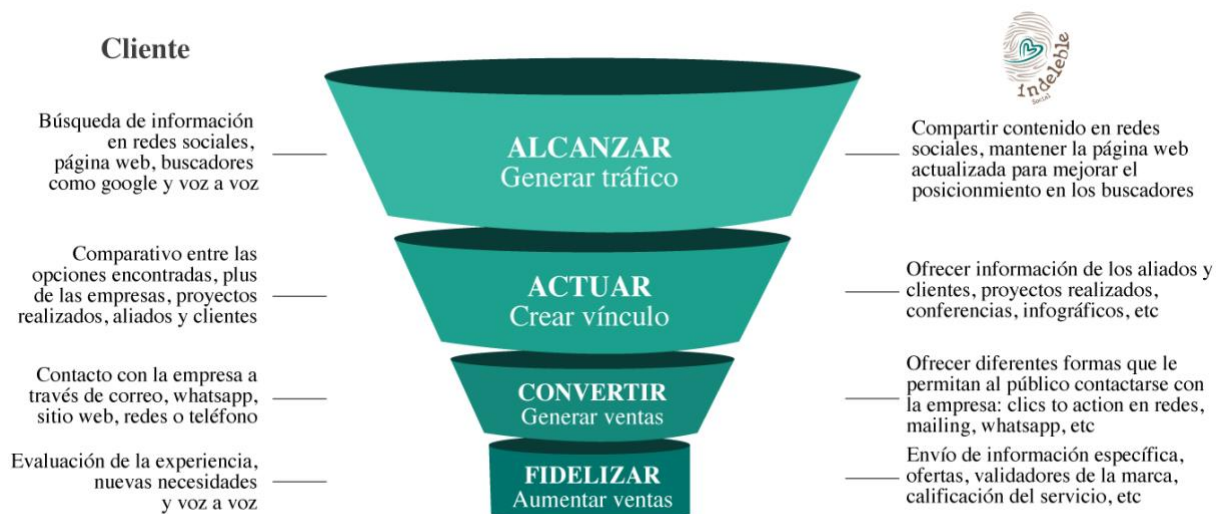 Cliente
indeleble
Social
Búsqueda de información
en redes sociales,
página web, buscadores
como google y voz a voz
ALCANZAR
Generar tráfico
Compartir contenido en redes
sociales, mantener la página web
actualizada para mejorar el
posicionmiento en los buscadores
Comparativo entre las
opciones encontradas, plus
de las empresas, proyectos
realizados, aliados y clientes
ACTUAR
Crear vínculo
Ofrecer información de los aliados y
clientes, proyectos realizados,
conferencias, infográficos, etc
Contacto con la empresa a
través de correo, whatsapp,
sitio web, redes o teléfono
CONVERTIR
Generar ventas
Ofrecer diferentes formas que le
permitan al público contactarse con
la empresa: clics to action en redes,
mailing, whatsapp, etc
Evaluación de la experiencia,
nuevas necesidades
y voz a voz
FIDELIZAR
Aumentar ventas
Envío de información específica,
ofertas, validadores de la marca,
calificación del servicio, etc